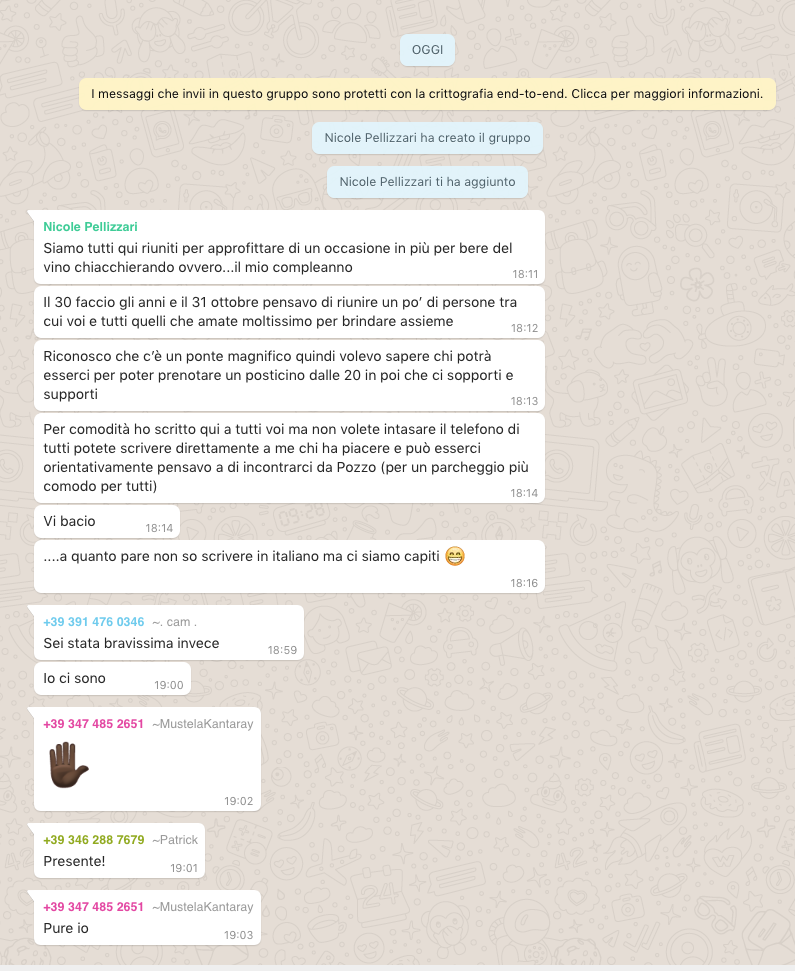 OGGI
I messaggi che invii in questo gruppo sono protetti con la crittografia end-to-end. Clicca per maggiori informazioni.
Nicole Pellizzari ha creato il gruppo
Nicole Pellizzari ti ha aggiunto
Nicole Pellizzari
Siamo tutti qui riuniti per approfittare di un occasione in più per bere del
vino chiacchierando ovvero...il mio compleanno
18:11
Il 30 faccio gli anni e il 31 ottobre pensavo di riunire un po’ di persone tra
cui voi e tutti quelli che amate moltissimo per brindare assieme
18:12
Riconosco che c’è un ponte magnifico quindi volevo sapere chi potrà
esserci per poter prenotare un posticino dalle 20 in poi che ci sopporti e
supporti
18:13
Per comodità ho scritto qui a tutti voi ma non volete intasare il telefono di
tutti potete scrivere direttamente a me chi ha piacere e può esserci
orientativamente pensavo a di incontrarci da Pozzo (per un parcheggio più
comodo per tutti)
18:14
Vi bacio
18:14
....a quanto pare non so scrivere in italiano ma ci siamo capiti 😁
18:16
+39 391 476 0346 ~. cam .
Sei stata bravissima invece
18:59
Io ci sono
19:00
+39 347 485 2651 ~MustelaKantaray
🖐🏿
19:02
+39 346 288 7679 ~Patrick
Presente!
19:01
+39 347 485 2651 ~MustelaKantaray
Pure io
19:03